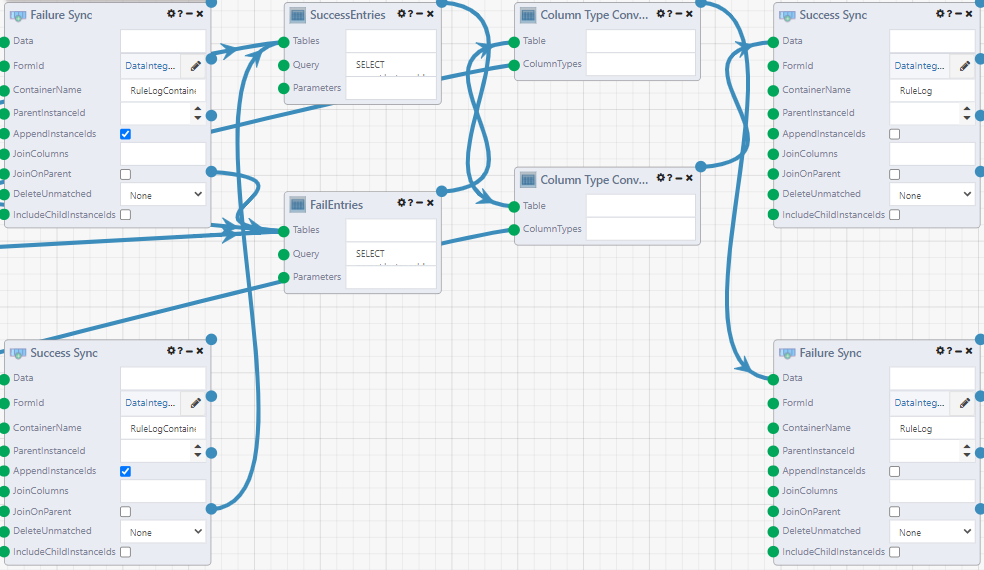 Failure Sync ?
Data
FormId DataInteg...
ContainerName RuleLogContaine
ParentInstanceId
AppendInstanceIds
JoinColumns
JoinOnParent
DeleteUnmatched None
IncludeChildInstanceIds
SuccessEntries ?
Tables
Query SELECT
Parameters
Column Type Conv... ?
Table
ColumnTypes
Success Sync ?
Data
FormId DataInteg...
ContainerName RuleLog
ParentInstanceId
AppendInstanceIds
JoinColumns
JoinOnParent
DeleteUnmatched None
IncludeChildInstanceIds
FailEntries ?
Tables
Query SELECT
Parameters
Column Type Conv... ?
Table
ColumnTypes
Success Sync ?
Data
FormId DataInteg...
ContainerName RuleLogContaine
ParentInstanceId
AppendInstanceIds
JoinColumns
JoinOnParent
DeleteUnmatched None
IncludeChildInstanceIds
Failure Sync ?
Data
FormId DataInteg...
ContainerName RuleLog
ParentInstanceId
AppendInstanceIds
JoinColumns
JoinOnParent
DeleteUnmatched None
IncludeChildInstanceIds